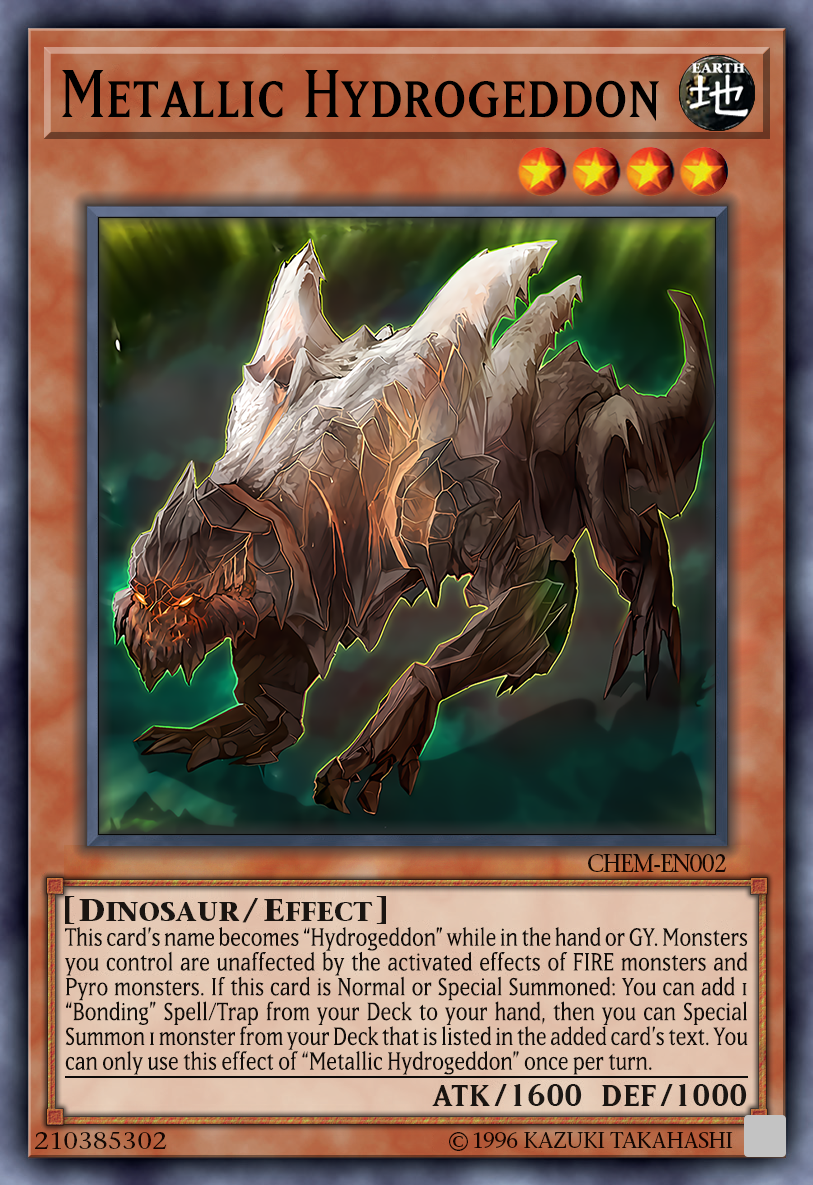 Metallic Hydrogeddon
EARTH
地
CHEM-EN002
[Dinosaur/Effect]
This card's name becomes “Hydrogeddon” while in the hand or GY. Monsters
you control are unaffected by the activated effects of FIRE monsters and
Pyro monsters. If this card is Normal or Special Summoned: You can add 1
“Bonding” Spell/Trap from your Deck to your hand, then you can Special
Summon 1 monster from your Deck that is listed in the added card's text. You
can only use this effect of “Metallic Hydrogeddon” once per turn.
ATK/1600 DEF/1000
210385302
© 1996 KAZUKI TAKAHASHI